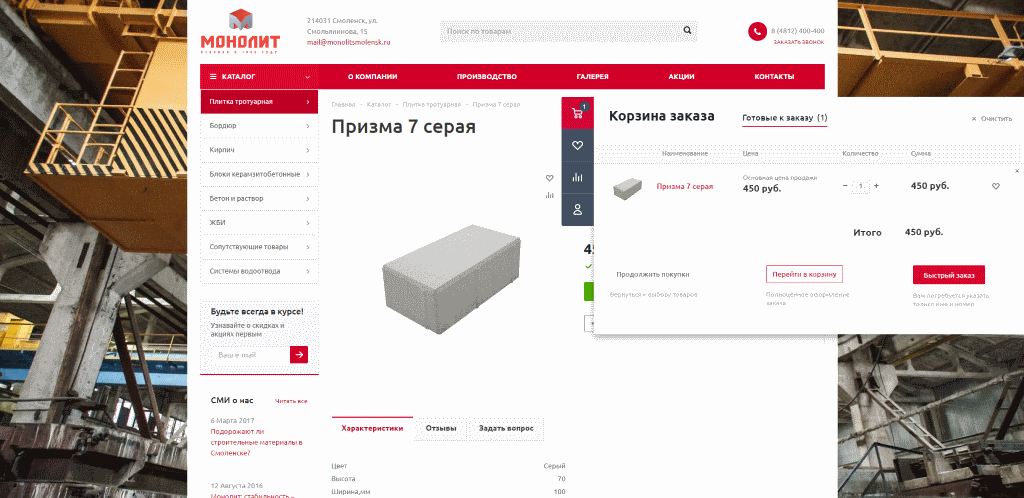 МОНОЛИТ
214031 Смоленск, ул.
Смольянинова, 15
mail@monolitsmolensk.ru
Поиск по товарам
8 (4812) 400-400
ЗАКАЗАТЬ ЗВОНОК
КАТАЛОГ
О КОМПАНИИ
ПРОИЗВОДСТВО
ГАЛЕРЕЯ
АКЦИИ
КОНТАКТЫ
Плитка тротуарная
Бордюр
Кирпич
Блоки керамзитобетонные
Бетон и раствор
ЖБИ
Сопутствующие товары
Системы водоотвода
Будьте всегда в курсе!
Узнавайте о скидках и
акциях первым
Ваш e-mail
СМИ о нас
Читать все
6 Марта 2017
Подорожают ли
строительные материалы в
Смоленске?
12 Августа 2016
Монолит: стабильность –
Главная - Каталог - Плитка тротуарная - Призма 7 серая
Призма 7 серая
1
Корзина заказа
Готовые к заказу (1)
× Очистить
Наименование
Цена
Количество
Сумма
Призма 7 серая
Основная цена продажи
450 руб.
− 1 +
450 руб.
Итого
450 руб.
Продолжить покупки
Вернуться к выбору товаров
Перейти в корзину
Полноценное оформление
заказа
Быстрый заказ
Вам потребуется указать
только имя и номер
Характеристики
Отзывы
Задать вопрос
Цвет
Серый
Высота
70
Ширина,мм
100